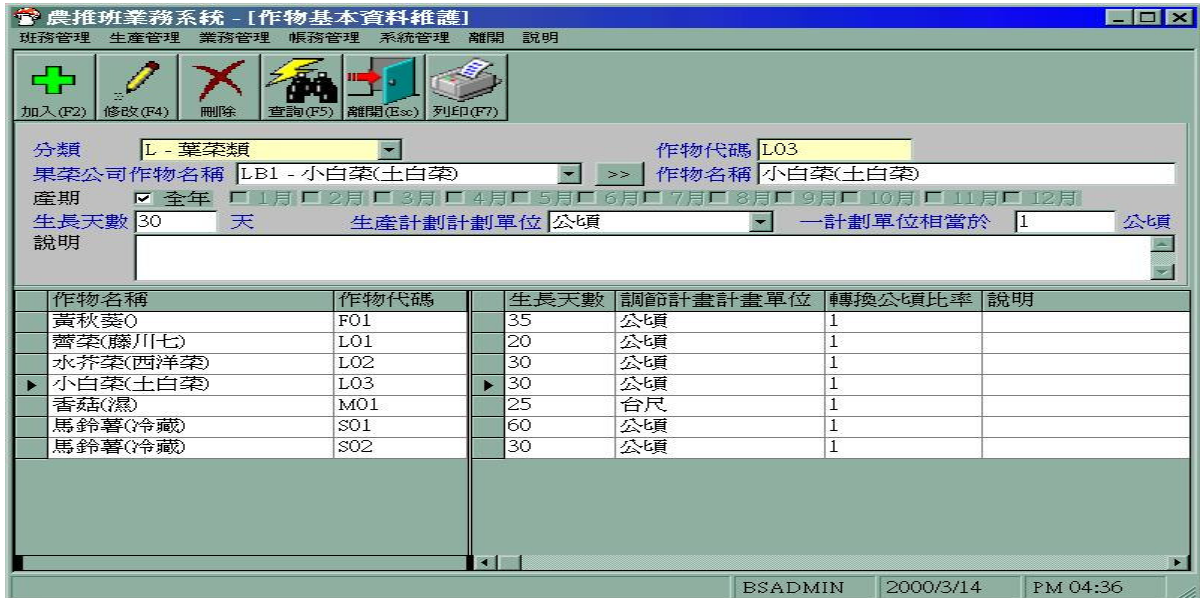 農推班業務系統 - [作物基本資料維護]
班務管理 生產管理 業務管理 帳務管理 系統管理 離開 說明
加入(F2) 修改(F4) 刪除 查詢(F5) 離開(Esc) 列印(F7)
分類 L - 葉菜類 作物代碼 L03
果菜公司作物名稱 LB1 - 小白菜(土白菜) >> 作物名稱 小白菜(土白菜)
產期 全年 1月 2月 3月 4月 5月 6月 7月 8月 9月 10月 11月 12月
生長天數 30 天 生產計劃計劃單位 公頃 一計劃單位相當於 1 公頃
說明
作物名稱 作物代碼 生長天數 調節計畫計畫單位 轉換公頃比率 說明
黃秋葵() F01 35 公頃 1
薺菜(藤川七) L01 20 公頃 1
水芥菜(西洋菜) L02 30 公頃 1
小白菜(土白菜) L03 30 公頃 1
香菇(濕) M01 25 台尺 1
馬鈴薯(冷藏) S01 60 公頃 1
馬鈴薯(冷藏) S02 30 公頃 1
BSADMIN 2000/3/14 PM 04:36